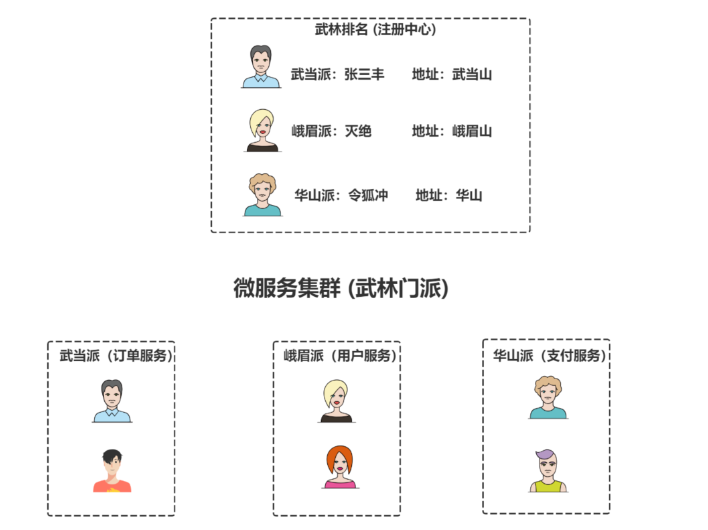 武林排名 (注册中心)
武当派：张三丰 地址：武当山
峨眉派：灭绝 地址：峨眉山
华山派：令狐冲 地址：华山
微服务集群 (武林门派)
武当派（订单服务） 峨眉派（用户服务） 华山派（支付服务）